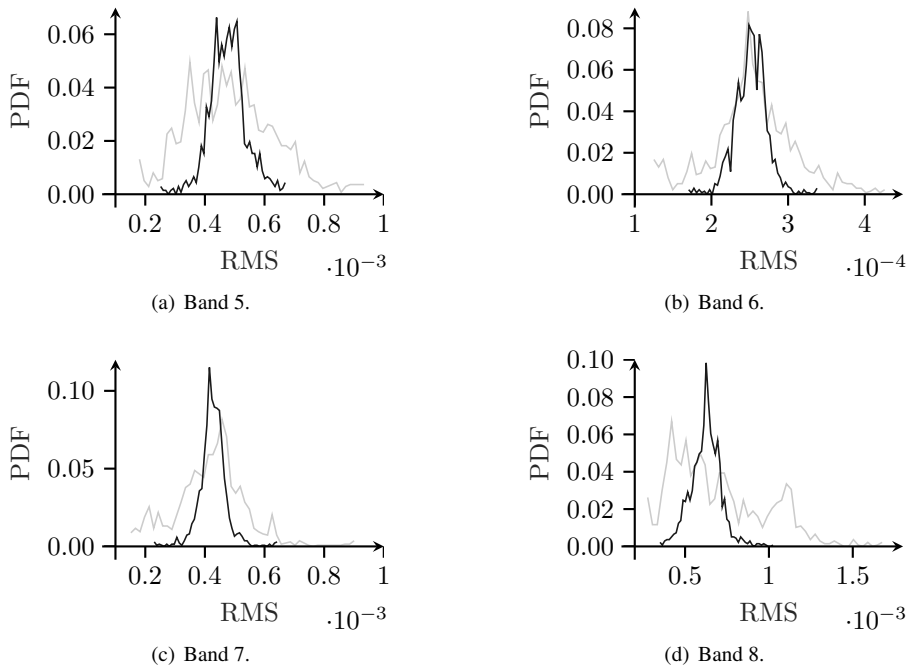 0.06
0.04
0.02
0.00
PDF
0.2 0.4 0.6 0.8 1
RMS
·10−3
(a) Band 5.
0.08
0.06
0.04
0.02
0.00
PDF
1 2 3 4
RMS
·10−4
(b) Band 6.
0.10
0.05
0.00
PDF
0.2 0.4 0.6 0.8 1
RMS
·10−3
(c) Band 7.
0.10
0.08
0.06
0.04
0.02
0.00
PDF
0.5 1 1.5
RMS
·10−3
(d) Band 8.